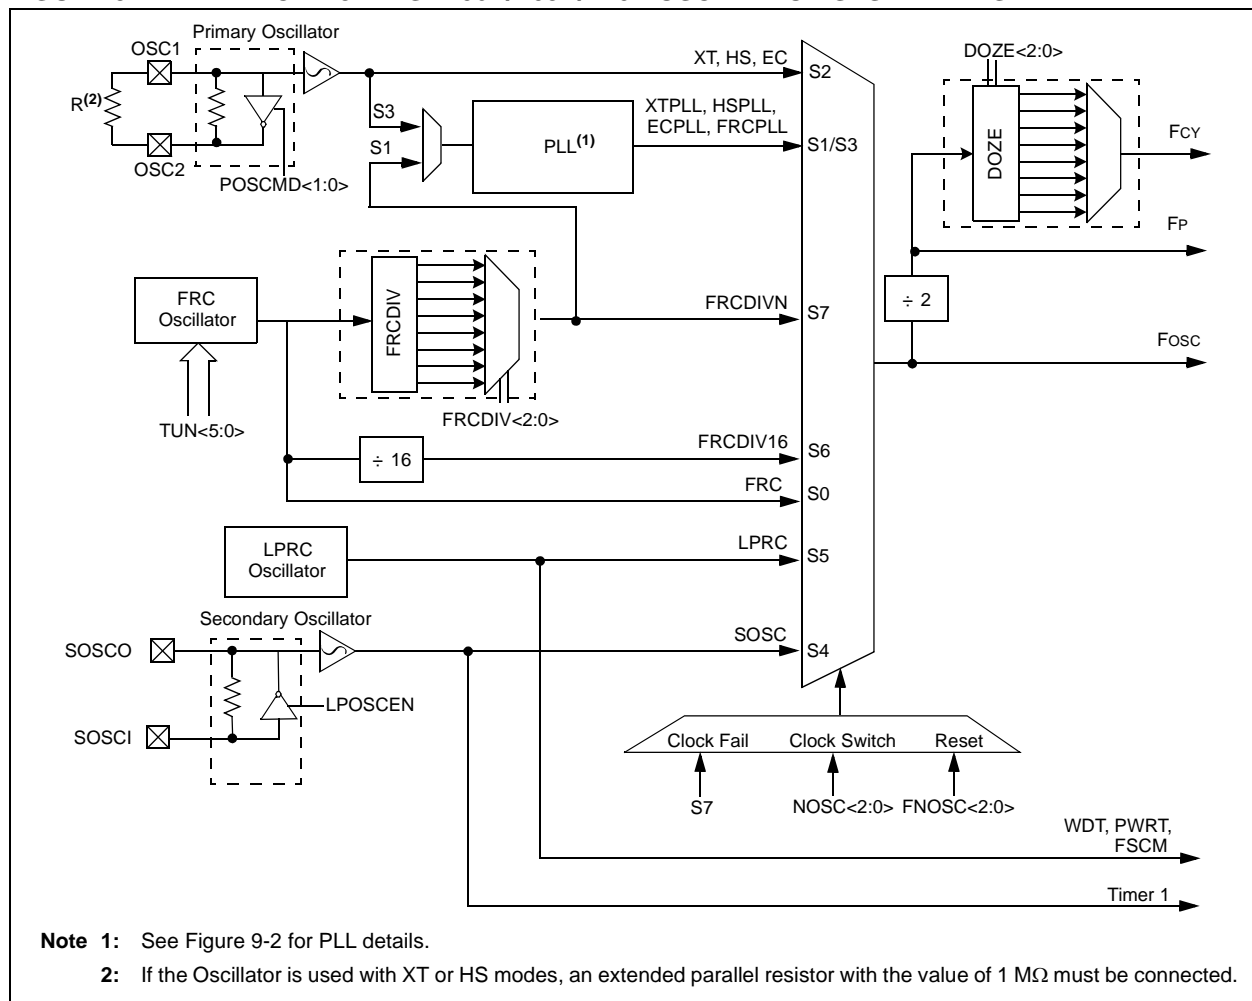 Primary Oscillator
OSC1
R(2)
OSC2
POSCMD<1:0>
S3
S1
PLL(1)
XT, HS, EC
S2
XTPLL, HSPLL,
ECPLL, FRCPLL
S1/S3
DOZE<2:0>
DOZE
FCY
FP
÷ 2
FOSC
FRC
Oscillator
TUN<5:0>
FRCDIV
FRCDIV<2:0>
FRCDIVN
S7
÷ 16
FRCDIV16
S6
FRC
S0
LPRC
Oscillator
LPRC
S5
Secondary Oscillator
SOSCO
SOSCI
LPOSCEN
SOSC
S4
Clock Fail
Clock Switch
Reset
S7
NOSC<2:0>
FNOSC<2:0>
WDT, PWRT,
FSCM
Timer 1
Note 1: See Figure 9-2 for PLL details.
2: If the Oscillator is used with XT or HS modes, an extended parallel resistor with the value of 1 MΩ must be connected.